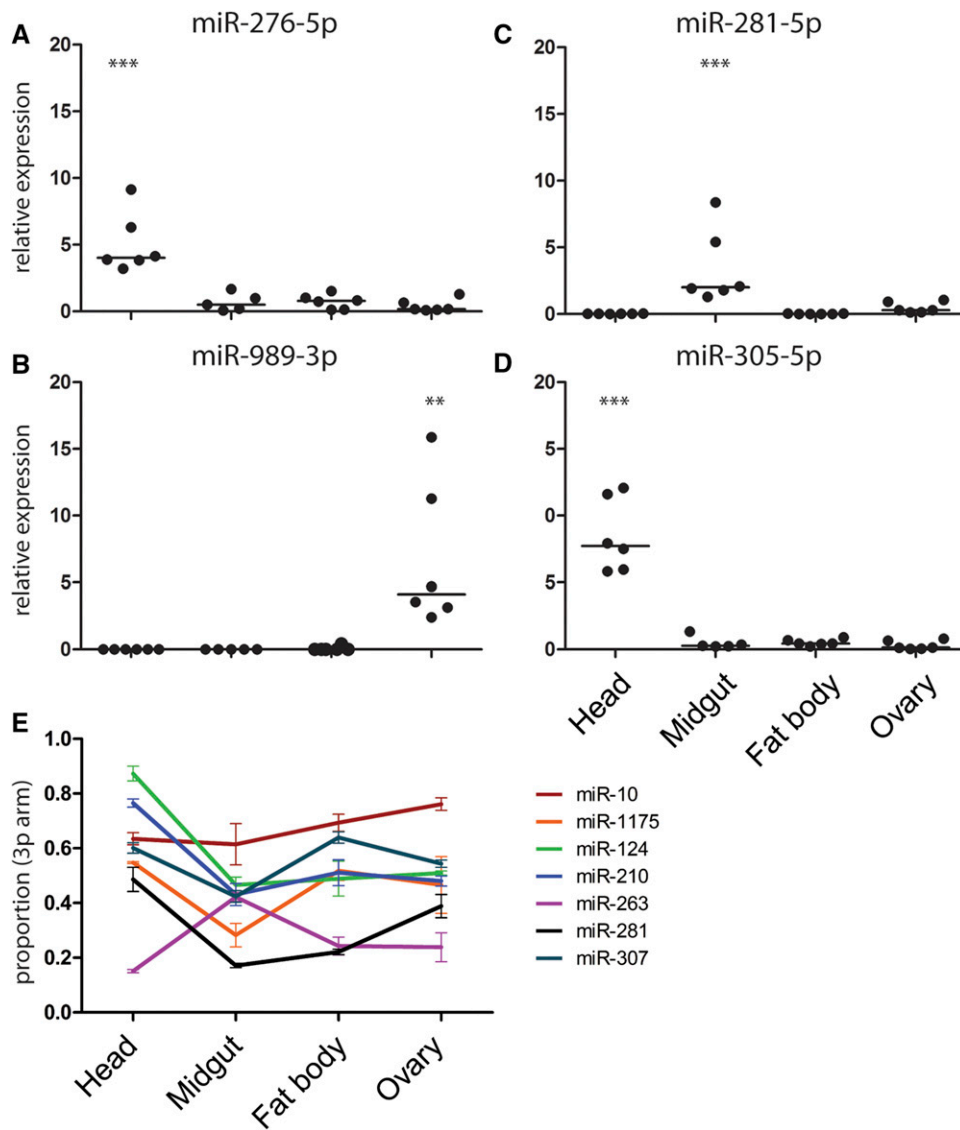 A
miR-276-5p
20
***
15
10
5
0
relative expression
C
miR-281-5p
20
***
15
10
5
0
B
miR-989-3p
20
**
15
10
5
0
relative expression
D
miR-305-5p
20
***
15
0
5
0
Head
Midgut
Fat body
Ovary
E
1.0
0.8
0.6
0.4
0.2
0.0
proportion (3p arm)
Head
Midgut
Fat body
Ovary
miR-10
miR-1175
miR-124
miR-210
miR-263
miR-281
miR-307